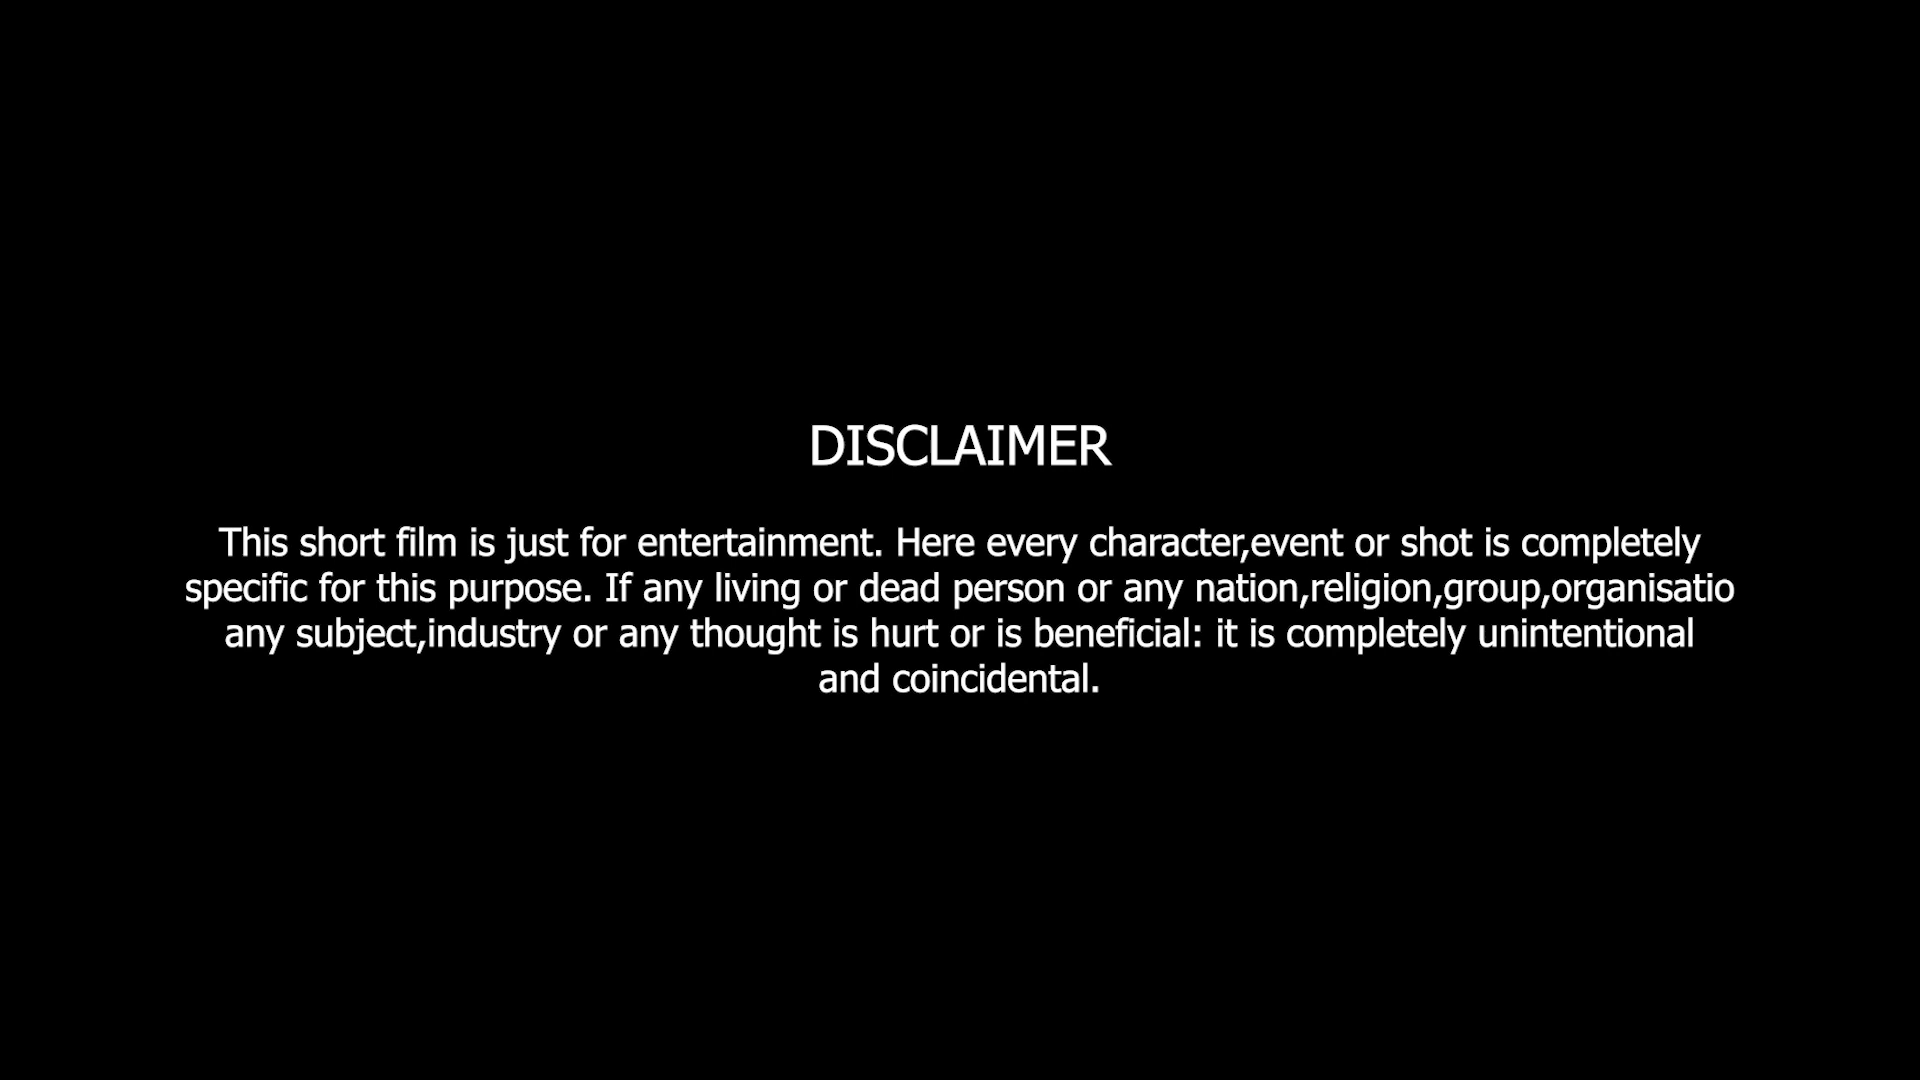 DISCLAIMER
This short film is just for entertainment. Here every character,event or shot is completely
specific for this purpose. If any living or dead person or any nation,religion,group,organisatio
any subject,industry or any thought is hurt or is beneficial: it is completely unintentional
and coincidental.